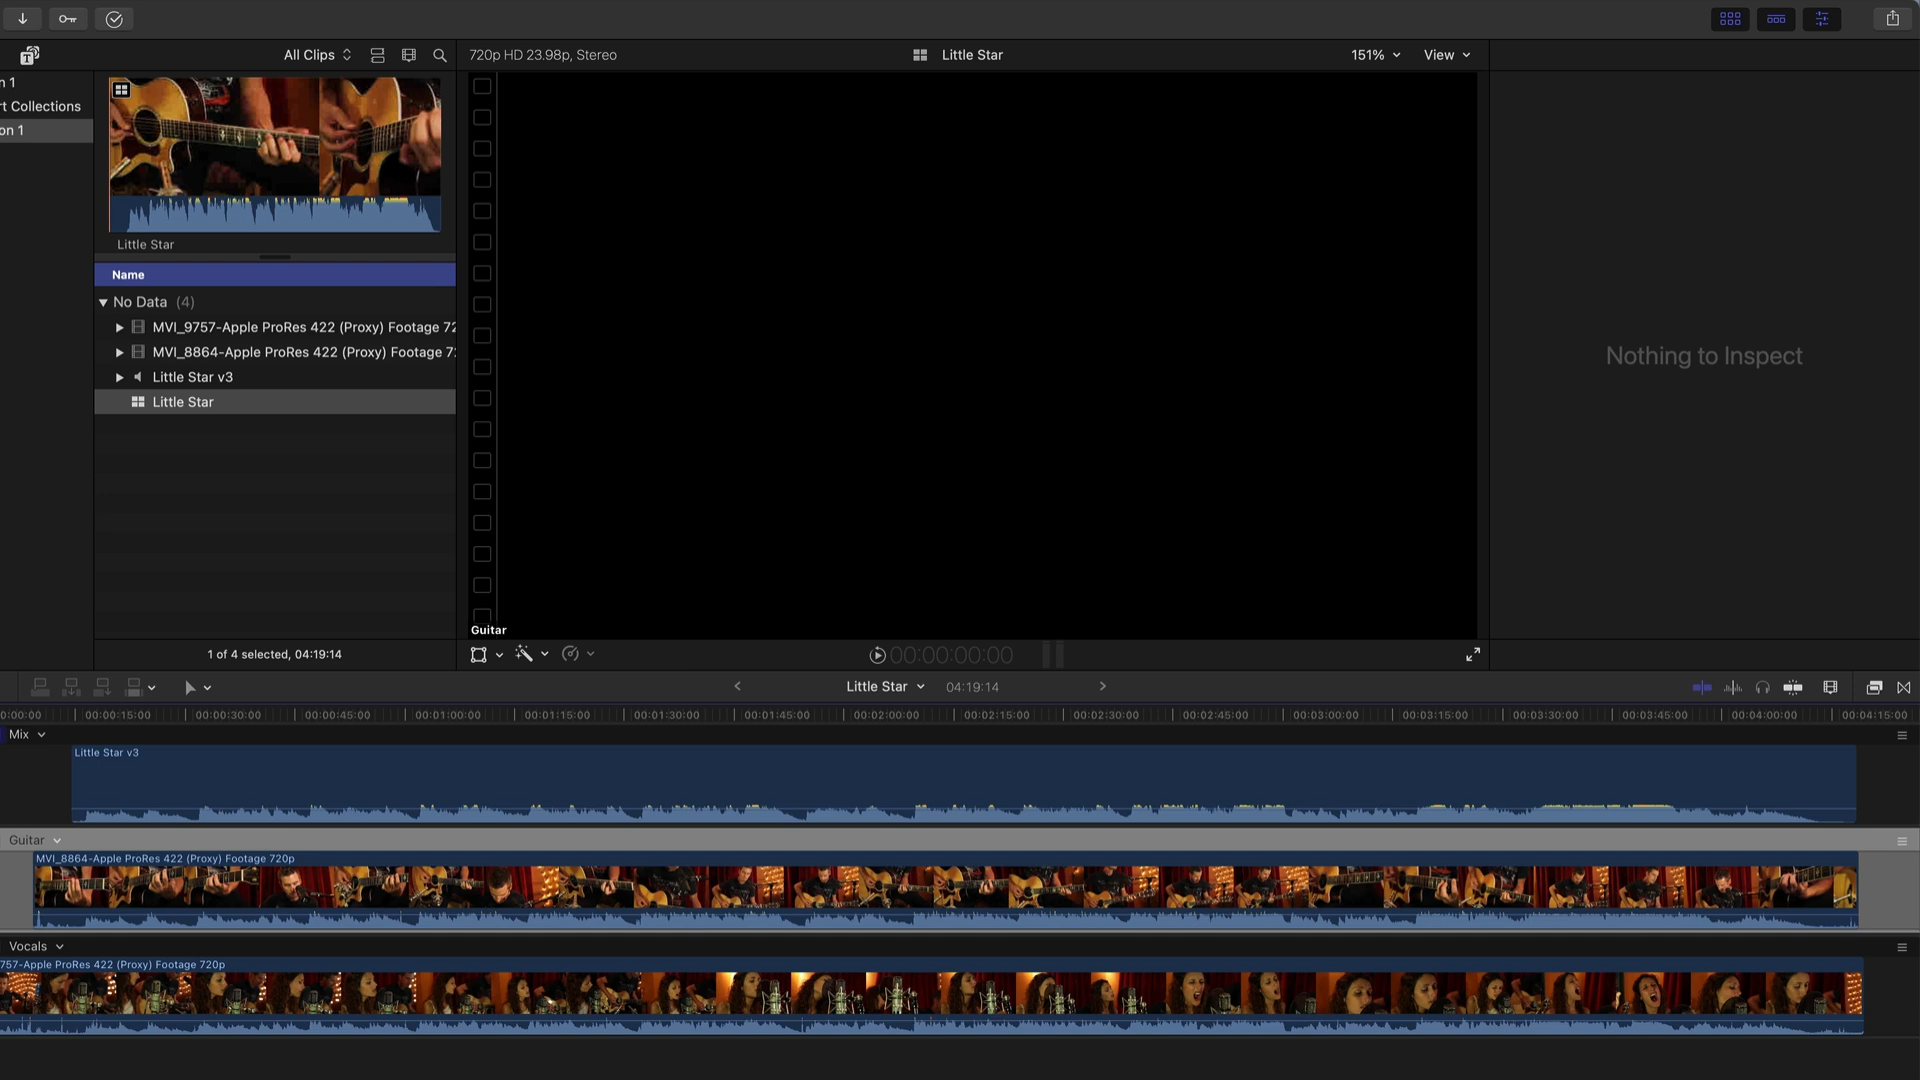 All Clips
720p HD 23.98p, Stereo
Little Star
151%
View
n 1
rt Collections
on 1
Little Star
Name
No Data (4)
MVI_9757-Apple ProRes 422 (Proxy) Footage 72
MVI_8864-Apple ProRes 422 (Proxy) Footage 7
Little Star v3
Little Star
Nothing to Inspect
Guitar
1 of 4 selected, 04:19:14
00:00:00:00
Little Star
04:19:14
0:00:00
00:00:15:00
00:00:30:00
00:00:45:00
00:01:00:00
00:01:15:00
00:01:30:00
00:01:45:00
00:02:00:00
00:02:15:00
00:02:30:00
00:02:45:00
00:03:00:00
00:03:15:00
00:03:30:00
00:03:45:00
00:04:00:00
00:04:15:00
Mix
Little Star v3
Guitar
MVI_8864-Apple ProRes 422 (Proxy) Footage 720p
Vocals
757-Apple ProRes 422 (Proxy) Footage 720p